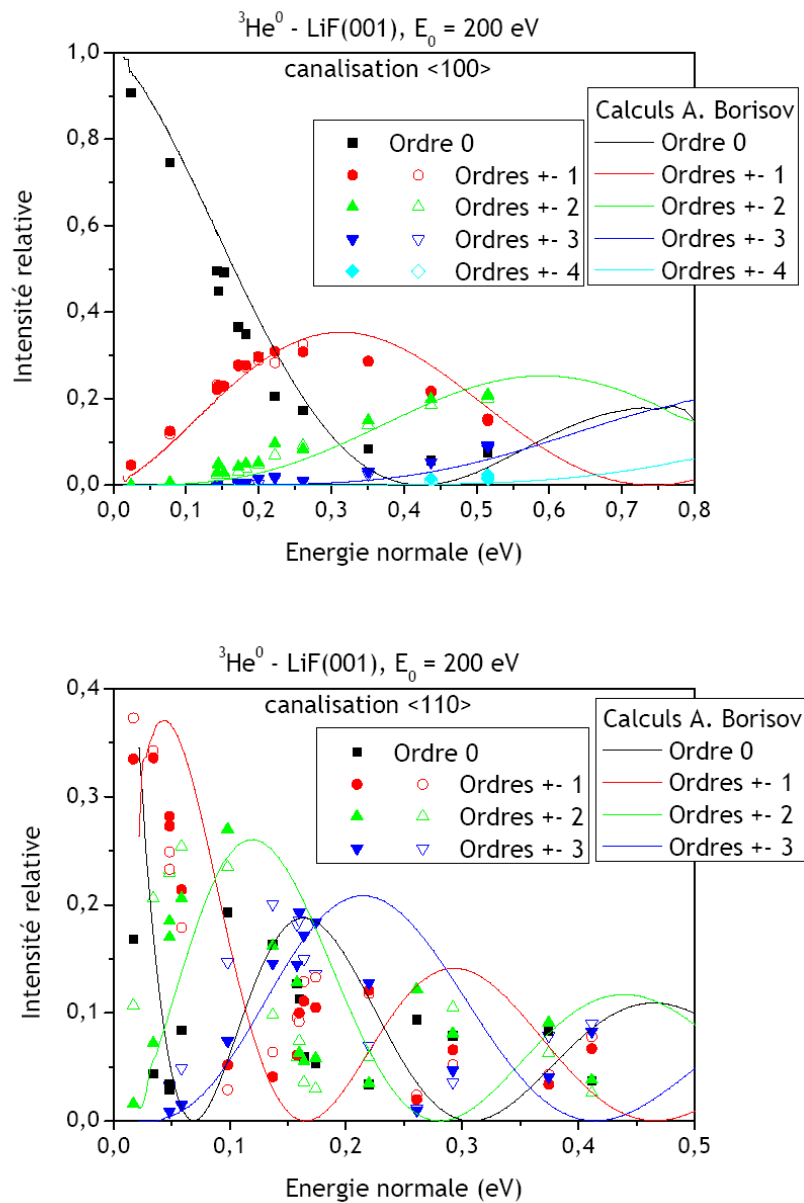 ³He⁰ - LiF(001), E₀ = 200 eV
canalisation <100>
Calculs A. Borisov
Ordre 0
Ordres +- 1
Ordres +- 2
Ordres +- 3
Ordres +- 4
Ordre 0
Ordres +- 1
Ordres +- 2
Ordres +- 3
Ordres +- 4
Intensité relative
1,0
0,8
0,6
0,4
0,2
0,0
0,0 0,1 0,2 0,3 0,4 0,5 0,6 0,7 0,8
Energie normale (eV)
³He⁰ - LiF(001), E₀ = 200 eV
canalisation <110>
Calculs A. Borisov
Ordre 0
Ordres +- 1
Ordres +- 2
Ordres +- 3
Ordre 0
Ordres +- 1
Ordres +- 2
Ordres +- 3
Intensité relative
0,4
0,3
0,2
0,1
0,0
0,0 0,1 0,2 0,3 0,4 0,5
Energie normale (eV)